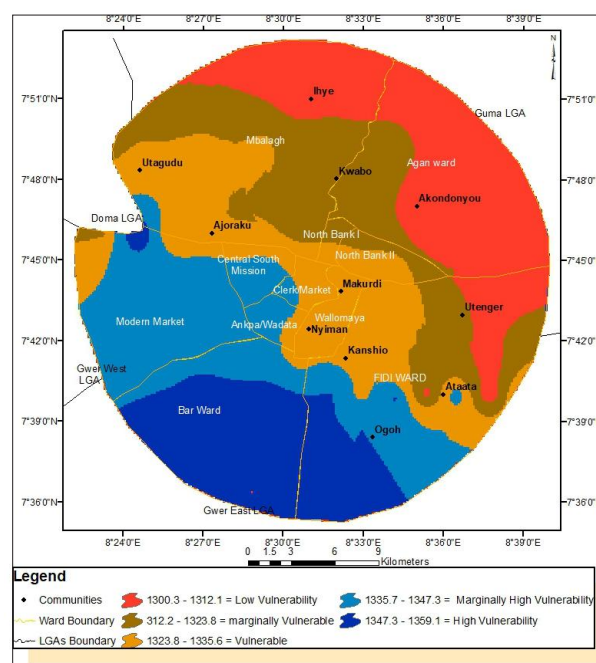 8°24'0"E 8°27'0"E 8°30'0"E 8°33'0"E 8°36'0"E 8°39'0"E
N
7°51'0"N 7°51'0"N
Ihye
Guma LGA
Mbalagh
Utagudu
Kwabo
Agan ward
7°48'0"N 7°48'0"N
Akondonyou
Doma LGA
Ajoraku
North Bank I
7°45'0"N 7°45'0"N
Central South
Mission
North Bank II
Clerk/Market
Makurdi
Modern Market
Ankpa/Wadata
Wallomaya
Utenger
Nyiman
7°42'0"N 7°42'0"N
Kanshio
Gwer West
LGA
FIDI WARD
Ataata
7°39'0"N 7°39'0"N
Bar Ward
Ogoh
7°36'0"N 7°36'0"N
Gwer East LGA
8°24'0"E 8°27'0"E 8°30'0"E 8°33'0"E 8°36'0"E 8°39'0"E
0 1.5 3 6 9
Kilometers
Legend
Communities 1300.3 - 1312.1 = Low Vulnerability 1335.7 - 1347.3 = Marginally High Vulnerability
Ward Boundary 312.2 - 1323.8 = marginally Vulnerable 1347.3 - 1359.1 = High Vulnerability
LGAs Boundary 1323.8 - 1335.6 = Vulnerable